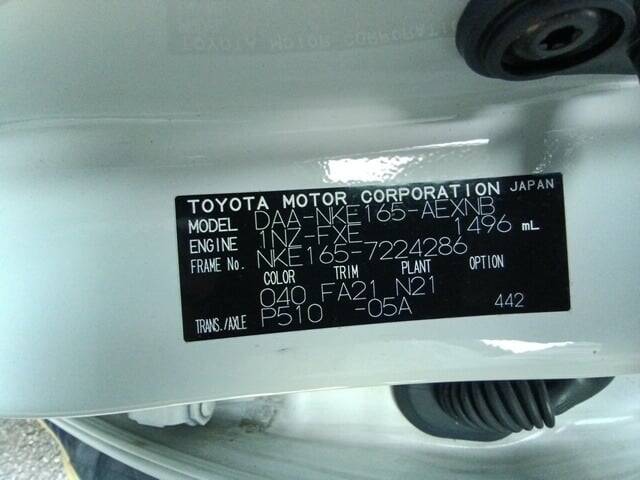 TOYOTA MOTOR CORPORATION JAPAN
MODEL DAA-NKE165-AEXNB
ENGINE 1NZ-FXE 1496 mL
FRAME No. NKE165-7224286
COLOR TRIM PLANT OPTION
040 FA21 N21
TRANS./AXLE P510 -05A 442